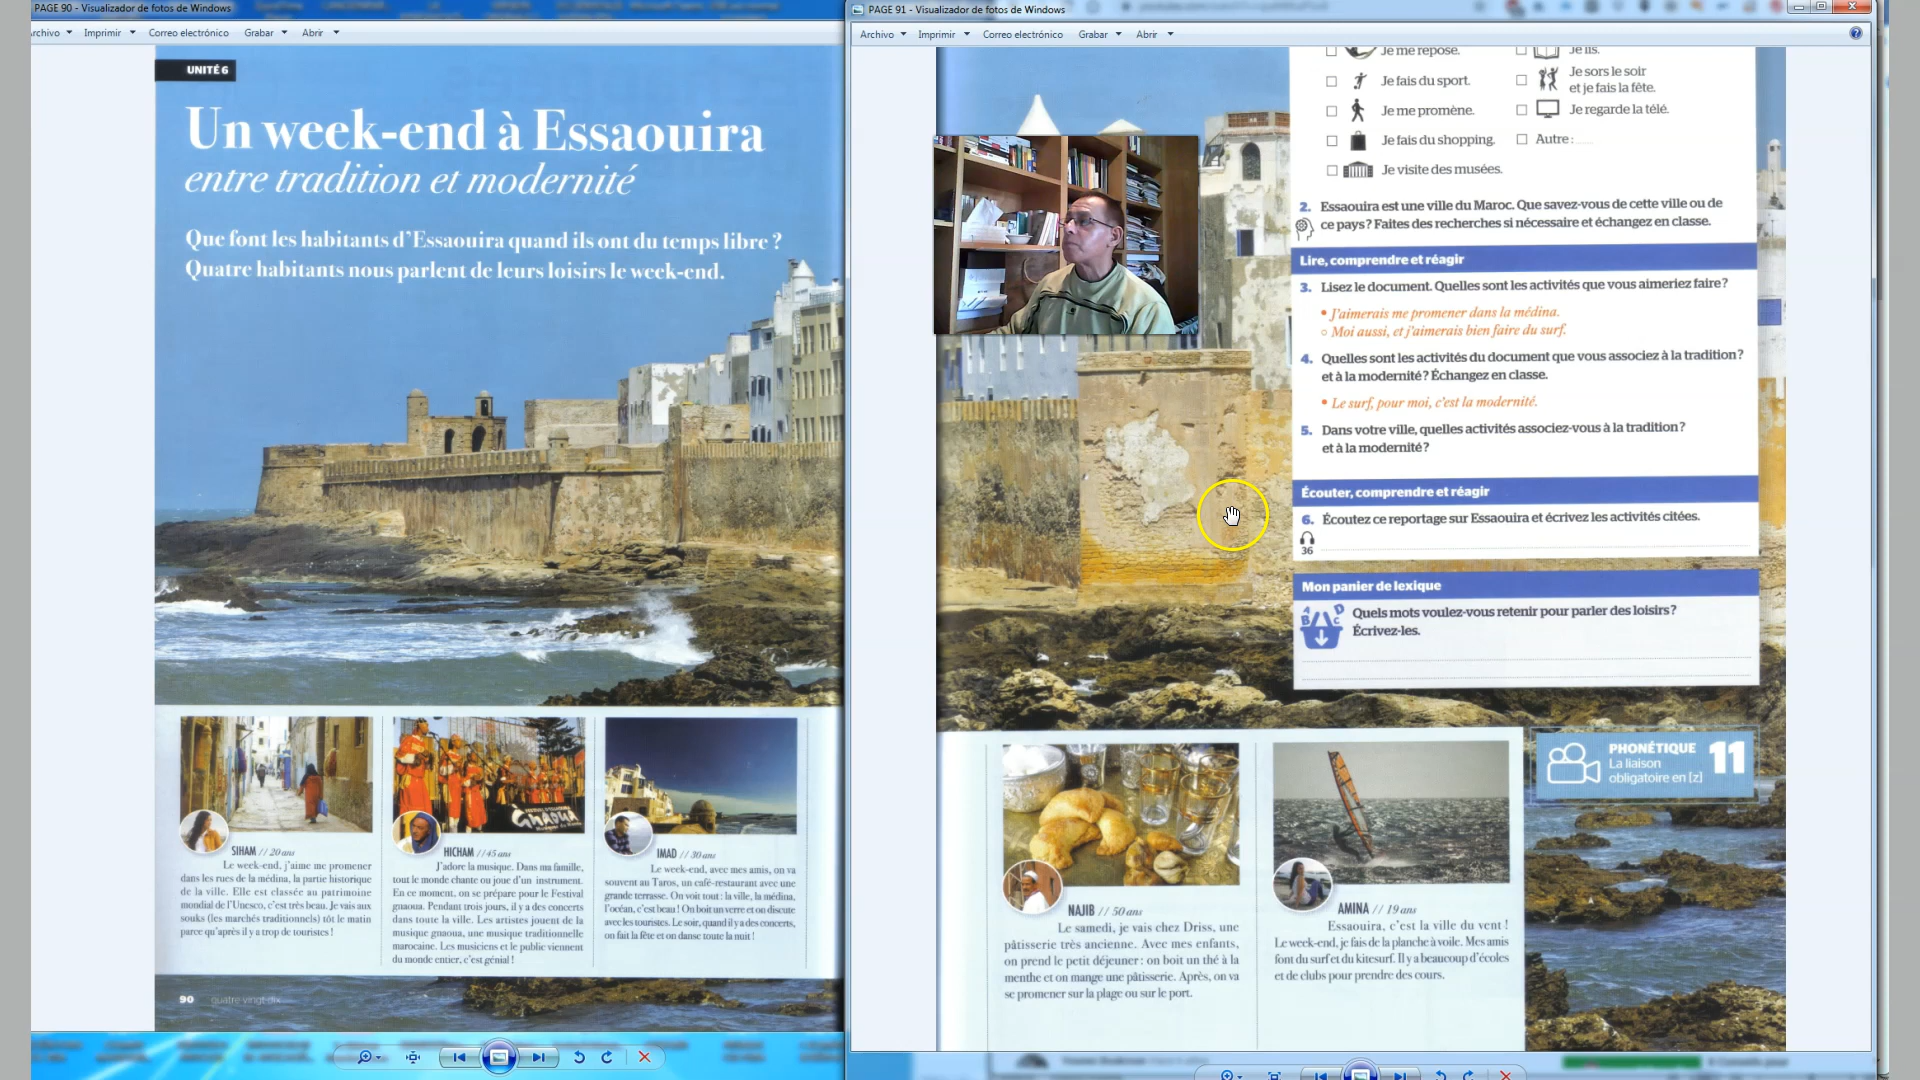 PAGE 90 - Visualizador de fotos de Windows
Archivo Imprimir Correo electrónico Grabar Abrir
UNITÉ 6
Un week-end à Essaouira
entre tradition et modernité
Que font les habitants d'Essaouira quand ils ont du temps libre ?
Quatre habitants nous parlent de leurs loisirs le week-end.
Gnaoua
SIHAM // 20 ans
Le week-end, j'aime me promener
dans les rues de la médina, la partie historique
de la ville. Elle est classée au patrimoine
mondial de l'Unesco, c'est très beau. Je vais aux
souks (les marchés traditionnels) tôt le matin
parce qu'après il y a trop de touristes !
HICHAM // 45 ans
J'adore la musique. Dans ma famille,
tout le monde chante ou joue d'un instrument.
En ce moment, on se prépare pour le Festival
gnaoua. Pendant trois jours, il y a des concerts
dans toute la ville. Les artistes jouent de la
musique gnaoua, une musique traditionnelle
marocaine. Les musiciens et le public viennent
du monde entier, c'est génial !
IMAD // 30 ans
Le week-end, avec mes amis, on va
souvent au Taros, un café-restaurant avec une
grande terrasse. On voit tout : la ville, la médina,
l'océan, c'est beau ! On boit un verre et on discute
avec les touristes. Le soir, quand il y a des concerts,
on fait la fête et on danse toute la nuit !
90 quatre-vingt-dix
PAGE 91 - Visualizador de fotos de Windows
Archivo Imprimir Correo electrónico Grabar Abrir
Je me repose.
Je lis.
Je fais du sport.
Je sors le soir
et je fais la fête.
Je me promène.
Je regarde la télé.
Je fais du shopping.
Autre :
Je visite des musées.
2. Essaouira est une ville du Maroc. Que savez-vous de cette ville ou de
ce pays ? Faites des recherches si nécessaire et échangez en classe.
Lire, comprendre et réagir
3. Lisez le document. Quelles sont les activités que vous aimeriez faire ?
• J'aimerais me promener dans la médina.
○ Moi aussi, et j'aimerais bien faire du surf.
4. Quelles sont les activités du document que vous associez à la tradition ?
et à la modernité ? Échangez en classe.
• Le surf, pour moi, c'est la modernité.
5. Dans votre ville, quelles activités associez-vous à la tradition ?
et à la modernité ?
Écouter, comprendre et réagir
6. Écoutez ce reportage sur Essaouira et écrivez les activités citées.
36
Mon panier de lexique
A B C D
Quels mots voulez-vous retenir pour parler des loisirs ?
Écrivez-les.
PHONÉTIQUE 11
La liaison
obligatoire en [z]
NAJIB // 50 ans
Le samedi, je vais chez Driss, une
pâtisserie très ancienne. Avec mes enfants,
on prend le petit déjeuner : on boit un thé à la
menthe et on mange une pâtisserie. Après, on va
se promener sur la plage ou sur le port.
AMINA // 19 ans
Essaouira, c'est la ville du vent !
Le week-end, je fais de la planche à voile. Mes amis
font du surf et du kitesurf. Il y a beaucoup d'écoles
et de clubs pour prendre des cours.